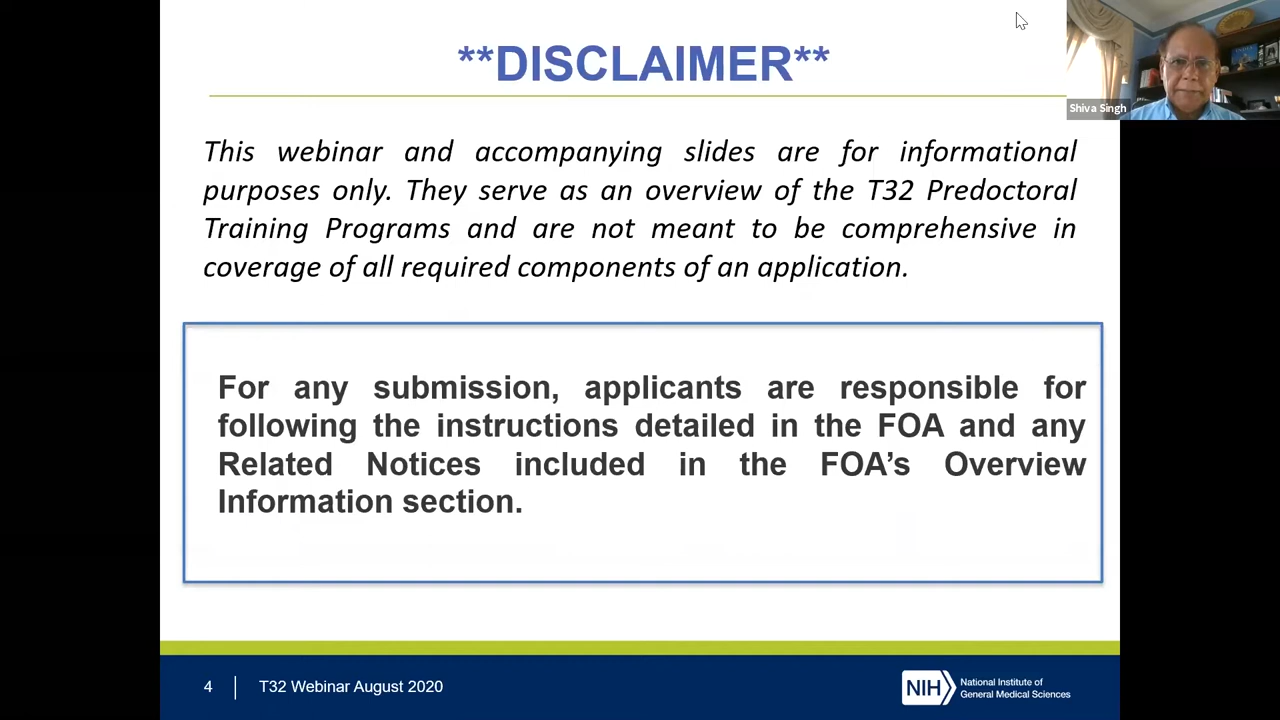 **DISCLAIMER**
Shiva Singh
This webinar and accompanying slides are for informational
purposes only. They serve as an overview of the T32 Predoctoral
Training Programs and are not meant to be comprehensive in
coverage of all required components of an application.
For any submission, applicants are responsible for
following the instructions detailed in the FOA and any
Related Notices included in the FOA’s Overview
Information section.
4
T32 Webinar August 2020
NIH
National Institute of
General Medical Sciences